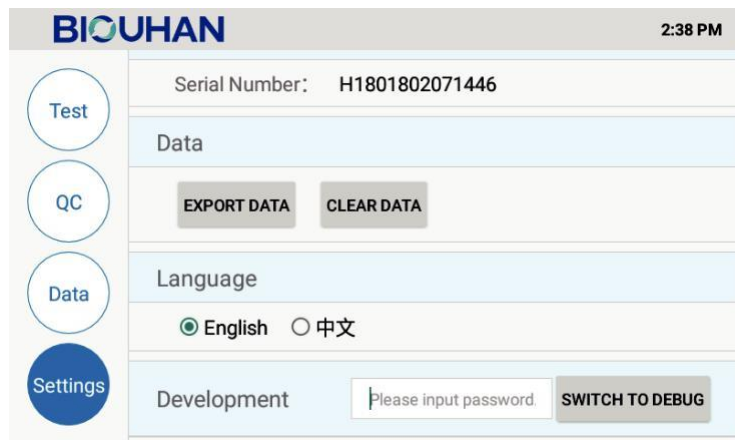 BIOUHAN
2:38 PM
Serial Number： H1801802071446
Test
Data
EXPORT DATA CLEAR DATA
QC
Language
Data
English 中文
Settings
Development Please input password. SWITCH TO DEBUG